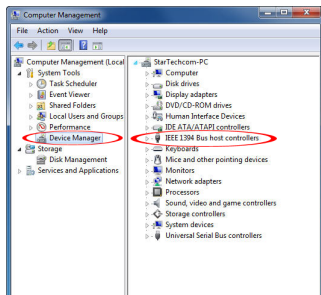 Computer Management
File Action View Help
Computer Management (Local
System Tools
Task Scheduler
Event Viewer
Shared Folders
Local Users and Groups
Performance
Device Manager
Storage
Disk Management
Services and Applications
StarTechcom-PC
Computer
Disk drives
Display adapters
DVD/CD-ROM drives
Human Interface Devices
IDE ATA/ATAPI controllers
IEEE 1394 Bus host controllers
Keyboards
Mice and other pointing devices
Monitors
Network adapters
Processors
Sound, video and game controllers
Storage controllers
System devices
Universal Serial Bus controllers